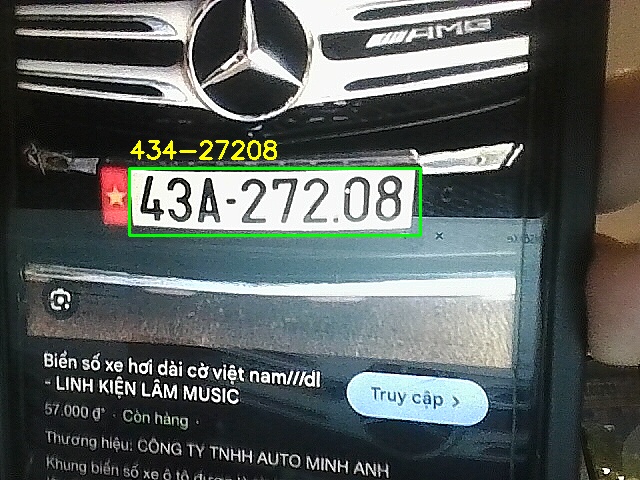 AMG
434-27208
43A-272.08
Biển số xe hơi dài cờ việt nam///dl
- LINH KIỆN LÂM MUSIC
Truy cập >
57.000 ₫* · Còn hàng ·
Thương hiệu: CÔNG TY TNHH AUTO MINH ANH
Khung biển số xe ô tô được